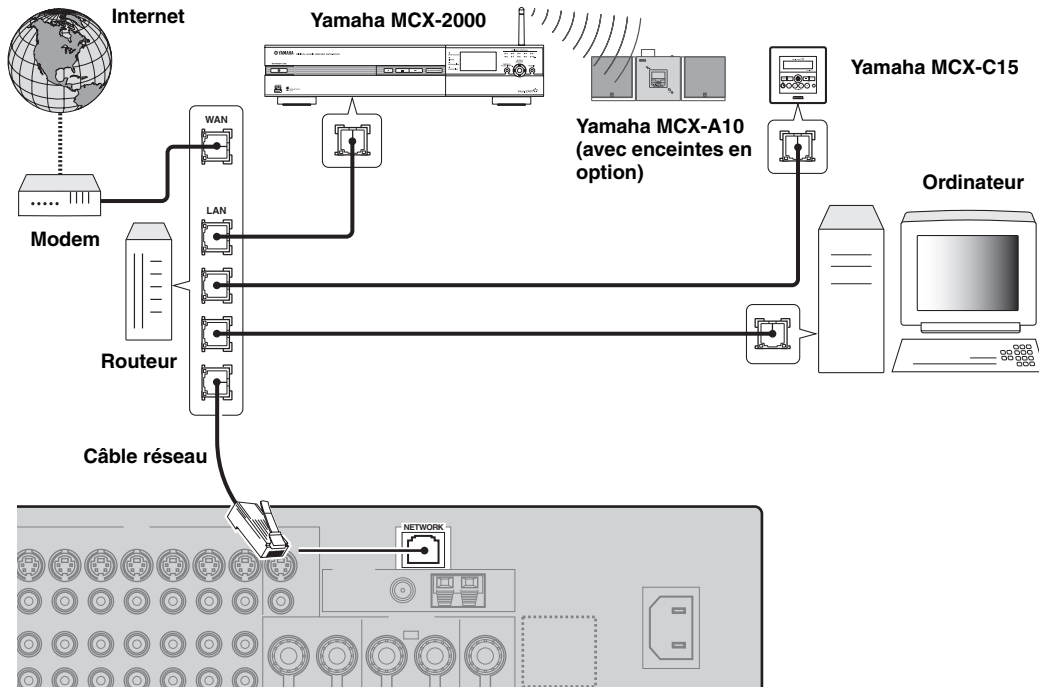 Internet
Yamaha MCX-2000
YAMAHA
Yamaha MCX-A10
(avec enceintes en
option)
Yamaha MCX-C15
Ordinateur
WAN
LAN
Modem
Routeur
Câble réseau
NETWORK